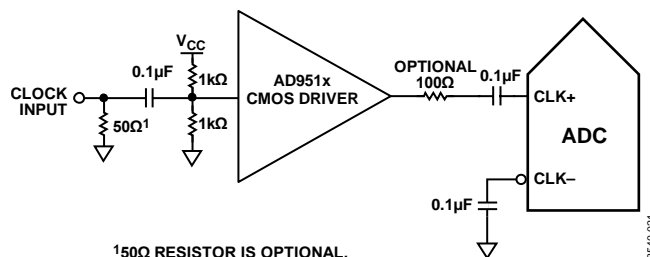 CLOCK
INPUT
50Ω¹
0.1µF
VCC
1kΩ
1kΩ
AD951x
CMOS DRIVER
OPTIONAL
100Ω
0.1µF
CLK+
ADC
CLK–
0.1µF
¹50Ω RESISTOR IS OPTIONAL.